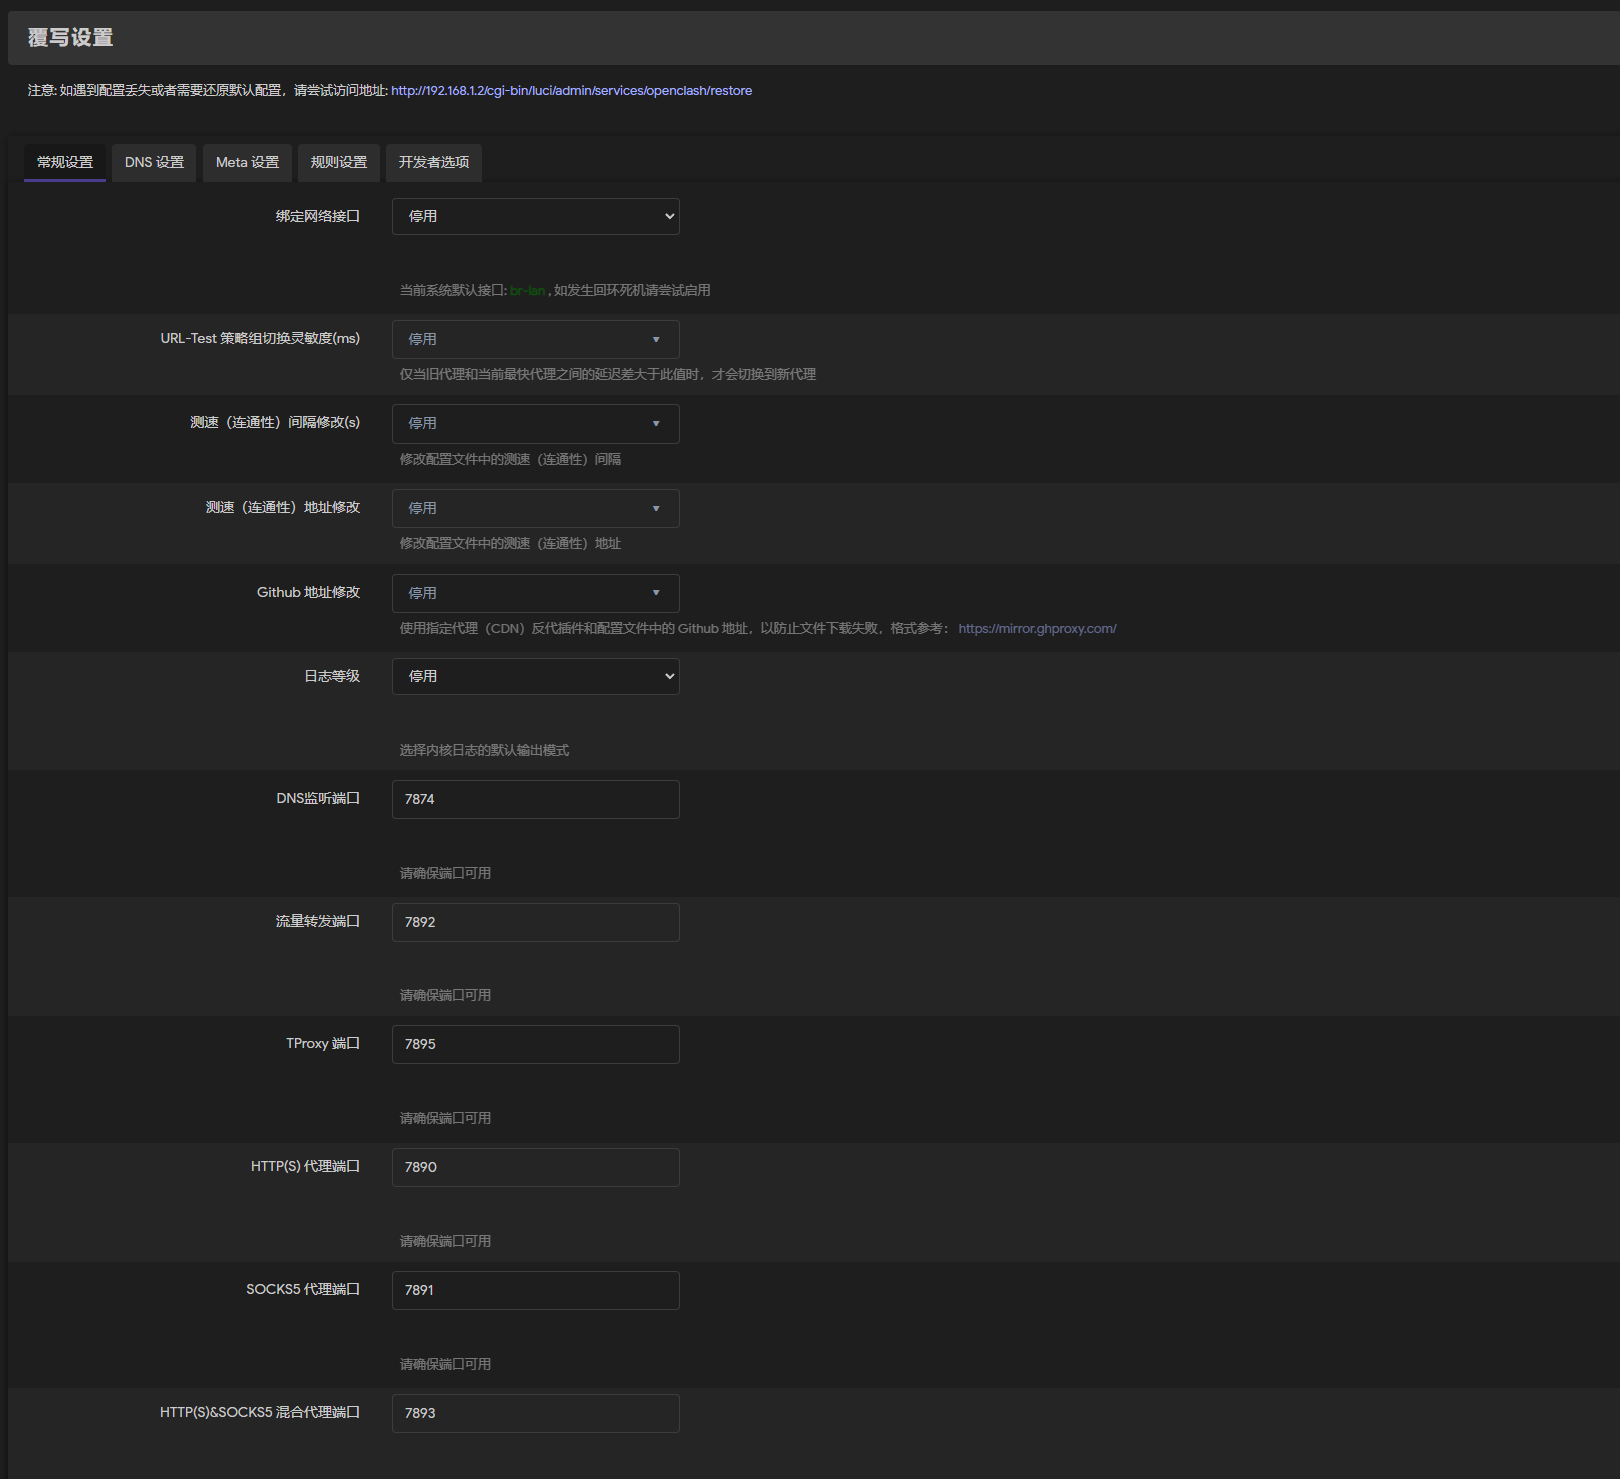 覆写设置
注意: 如遇到配置丢失或者需要还原默认配置，请尝试访问地址: http://192.168.1.2/cgi-bin/luci/admin/services/openclash/restore
常规设置 DNS 设置 Meta 设置 规则设置 开发者选项
绑定网络接口 停用
当前系统默认接口: br-lan , 如发生回环死机请尝试启用
URL-Test 策略组切换灵敏度(ms) 停用
仅当旧代理和当前最快代理之间的延迟差大于此值时，才会切换到新代理
测速（连通性）间隔修改(s) 停用
修改配置文件中的测速（连通性）间隔
测速（连通性）地址修改 停用
修改配置文件中的测速（连通性）地址
Github 地址修改 停用
使用指定代理（CDN）反代插件和配置文件中的 Github 地址，以防止文件下载失败，格式参考： https://mirror.ghproxy.com/
日志等级 停用
选择内核日志的默认输出模式
DNS监听端口 7874
请确保端口可用
流量转发端口 7892
请确保端口可用
TProxy 端口 7895
请确保端口可用
HTTP(S) 代理端口 7890
请确保端口可用
SOCKS5 代理端口 7891
请确保端口可用
HTTP(S)&SOCKS5 混合代理端口 7893